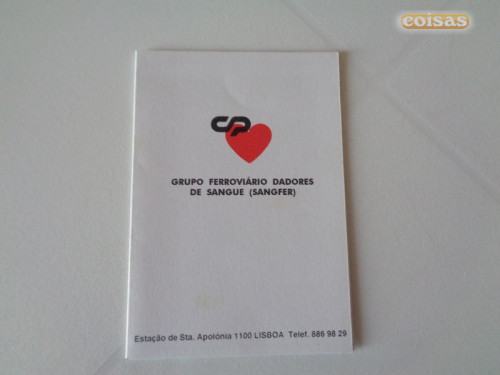 coisas
CP
GRUPO FERROVIÁRIO DADORES
DE SANGUE (SANGFER)
Estação de Sta. Apolónia 1100 LISBOA Telef. 886 98 29